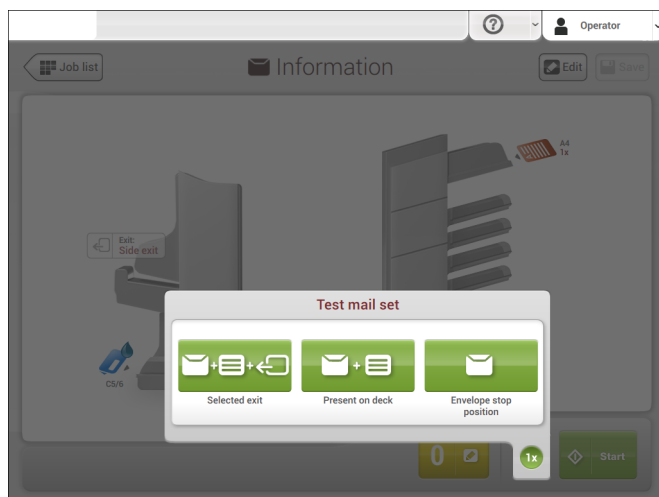 ?
Operator
Job list
Information
Edit
Save
A4
1x
Exit:
Side exit
C5/6
Test mail set
Selected exit
Present on deck
Envelope stop
position
0
1x
Start